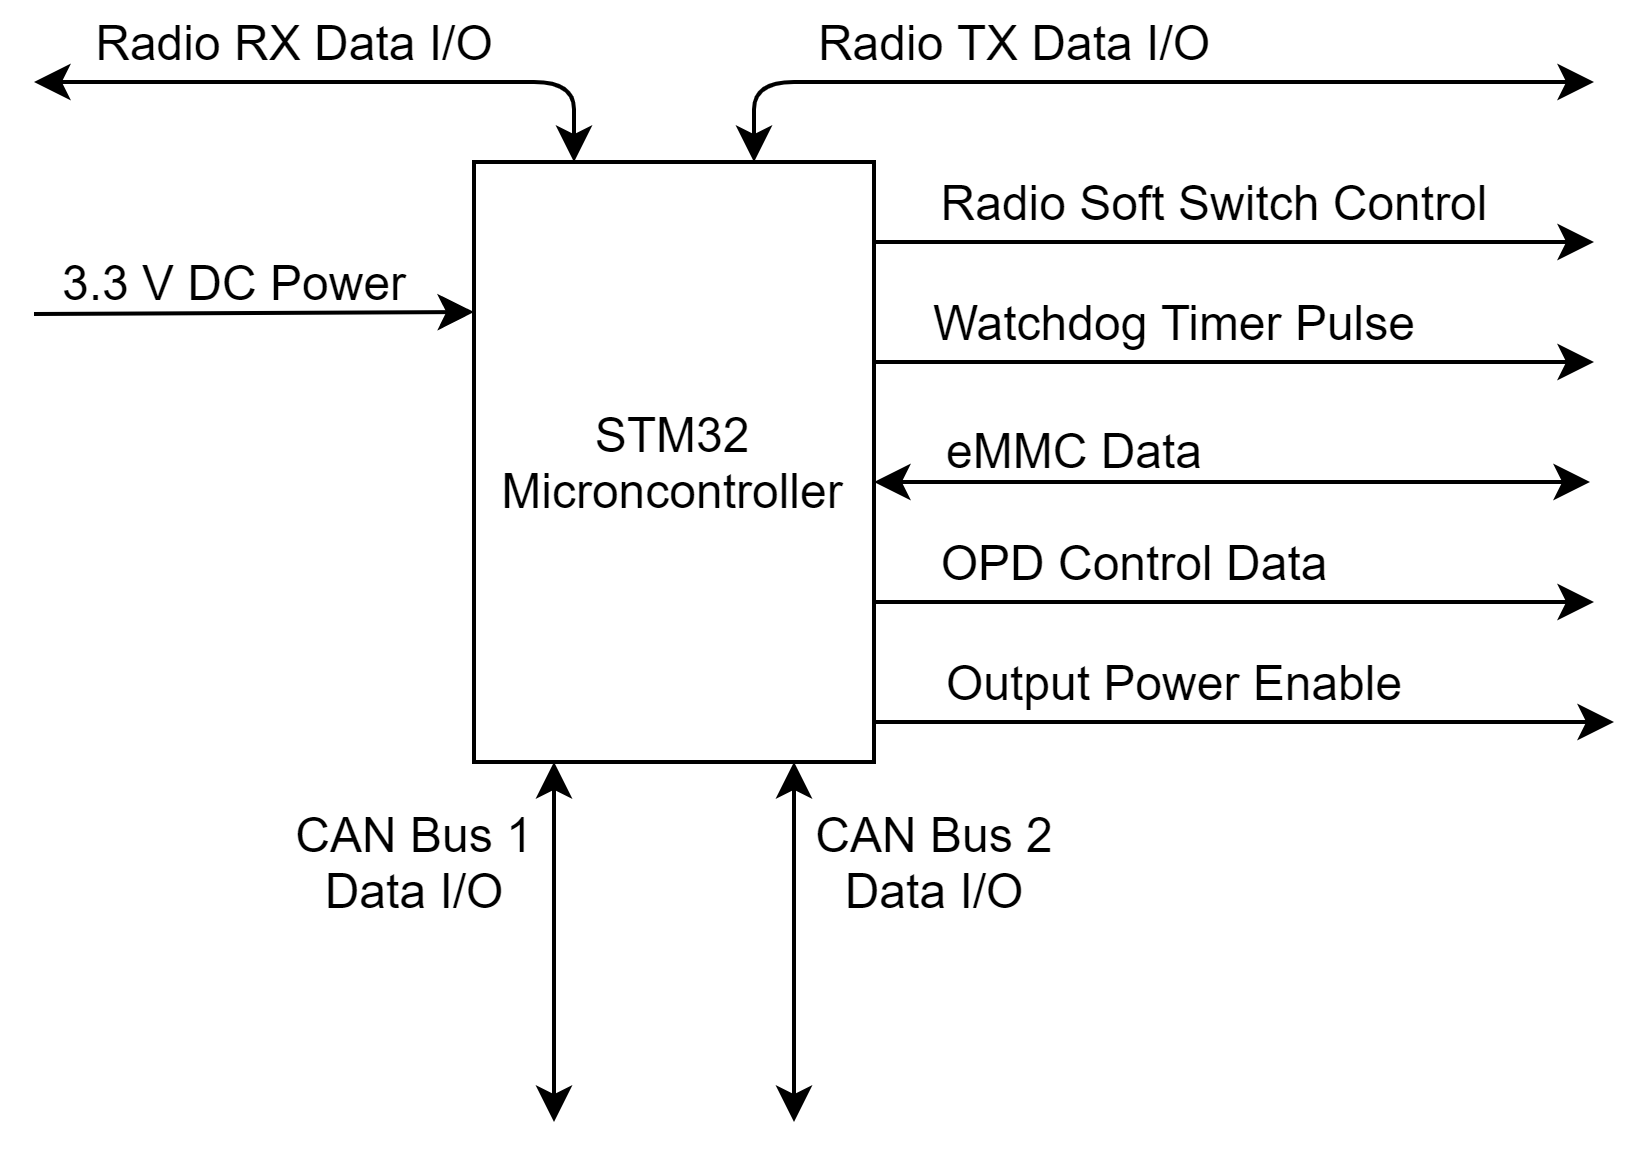 Radio RX Data I/O
Radio TX Data I/O
Radio Soft Switch Control
3.3 V DC Power
Watchdog Timer Pulse
STM32
Microncontroller
eMMC Data
OPD Control Data
Output Power Enable
CAN Bus 1
Data I/O
CAN Bus 2
Data I/O